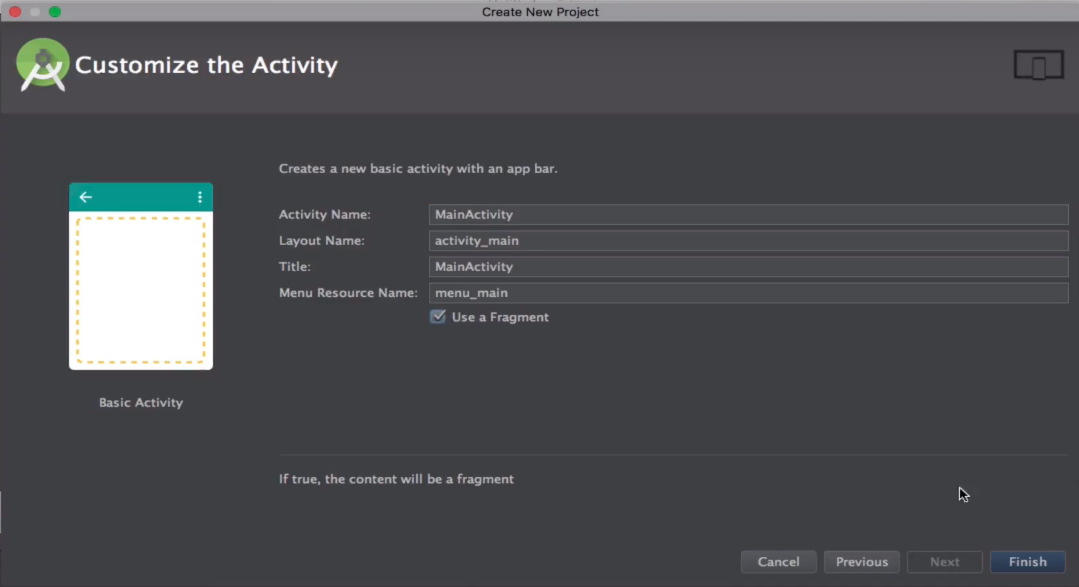 Create New Project
Customize the Activity
Creates a new basic activity with an app bar.
Activity Name: MainActivity
Layout Name: activity_main
Title: MainActivity
Menu Resource Name: menu_main
Use a Fragment
Basic Activity
If true, the content will be a fragment
Cancel Previous Next Finish